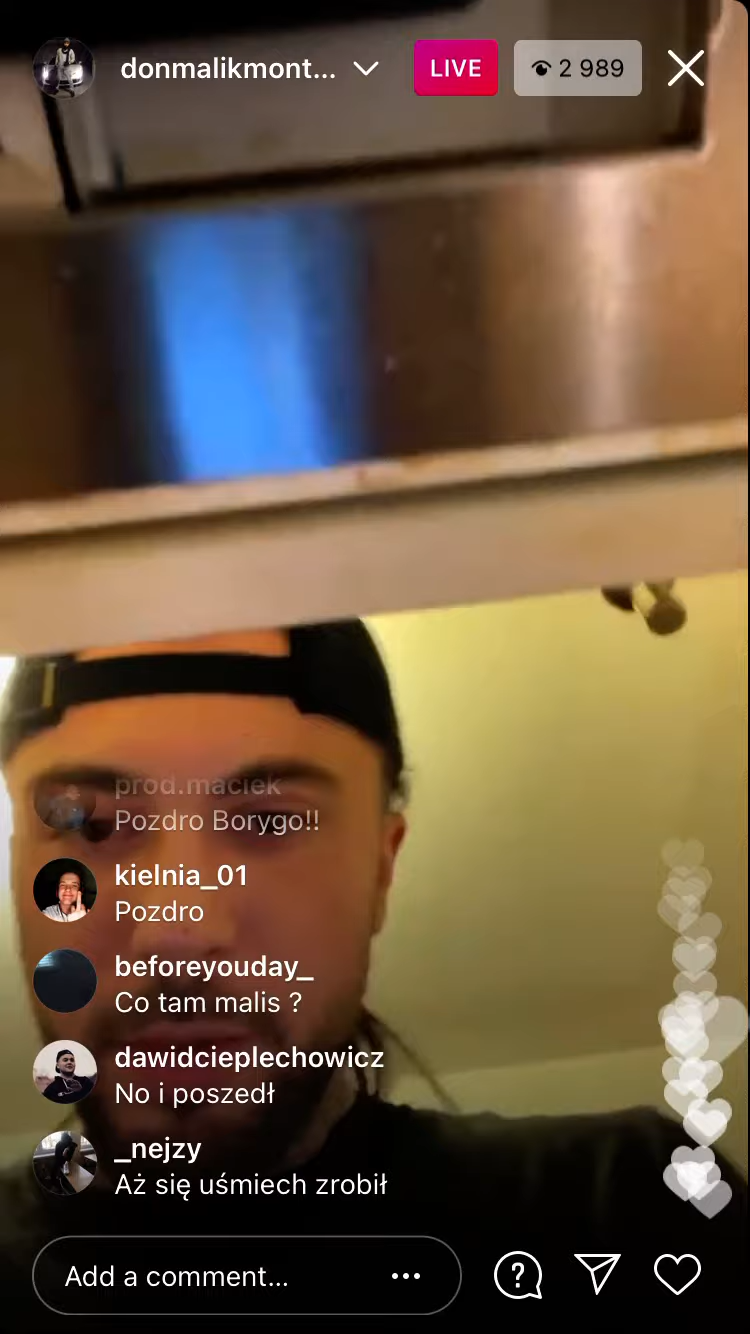 donmalikmont...
LIVE
2 989
prod.maciek
Pozdro Borygo!!
kielnia_01
Pozdro
beforeyouday_
Co tam malis ?
dawidcieplechowicz
No i poszedł
_nejzy
Aż się uśmiech zrobił
Add a comment...